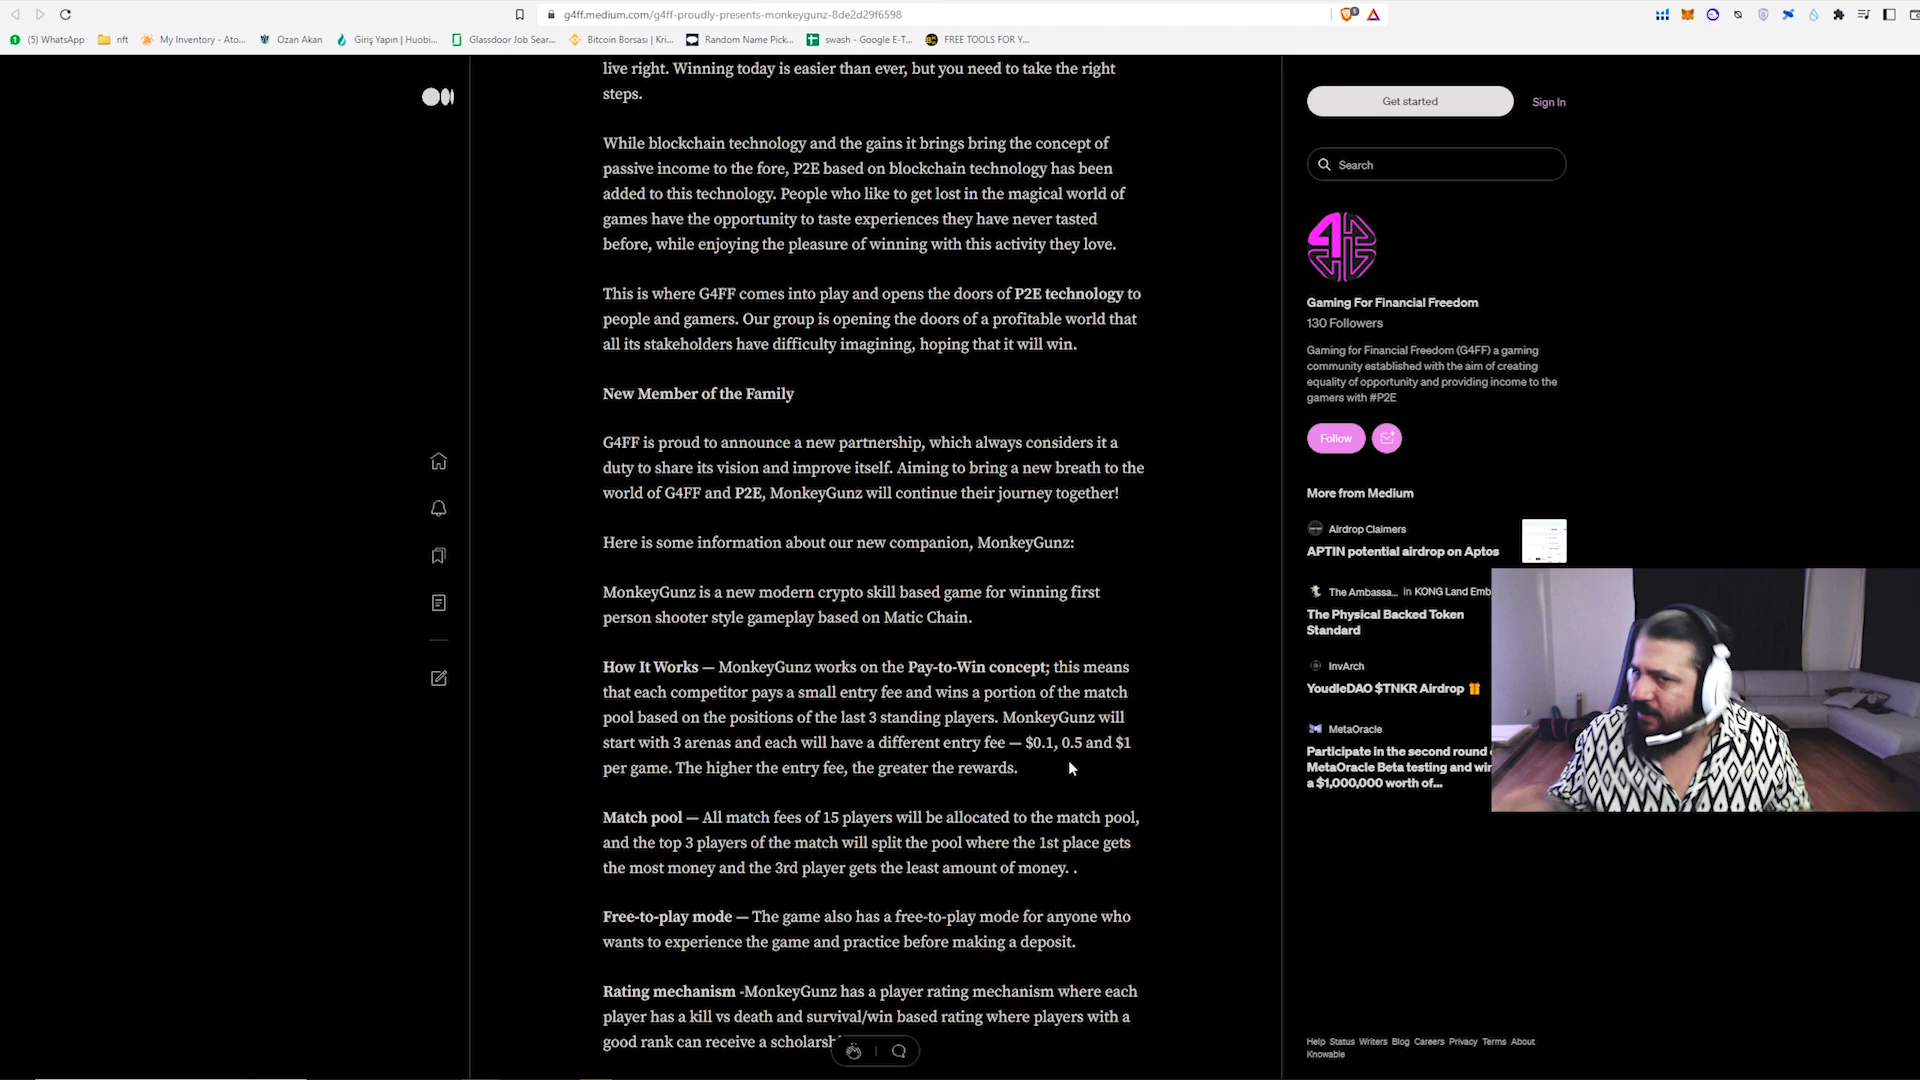 g4ff.medium.com/g4ff-proudly-presents-monkeygunz-8de2d29f6598
(5) WhatsApp
nft
My Inventory - Ato...
Ozan Akan
Giriş Yapın | Huobi...
Glassdoor Job Sear...
Bitcoin Borsası | Kri...
Random Name Pick...
swash - Google E-T...
FREE TOOLS FOR Y...
live right. Winning today is easier than ever, but you need to take the right
steps.
While blockchain technology and the gains it brings bring the concept of
passive income to the fore, P2E based on blockchain technology has been
added to this technology. People who like to get lost in the magical world of
games have the opportunity to taste experiences they have never tasted
before, while enjoying the pleasure of winning with this activity they love.
This is where G4FF comes into play and opens the doors of P2E technology to
people and gamers. Our group is opening the doors of a profitable world that
all its stakeholders have difficulty imagining, hoping that it will win.
New Member of the Family
G4FF is proud to announce a new partnership, which always considers it a
duty to share its vision and improve itself. Aiming to bring a new breath to the
world of G4FF and P2E, MonkeyGunz will continue their journey together!
Here is some information about our new companion, MonkeyGunz:
MonkeyGunz is a new modern crypto skill based game for winning first
person shooter style gameplay based on Matic Chain.
How It Works — MonkeyGunz works on the Pay-to-Win concept; this means
that each competitor pays a small entry fee and wins a portion of the match
pool based on the positions of the last 3 standing players. MonkeyGunz will
start with 3 arenas and each will have a different entry fee — $0.1, 0.5 and $1
per game. The higher the entry fee, the greater the rewards.
Match pool — All match fees of 15 players will be allocated to the match pool,
and the top 3 players of the match will split the pool where the 1st place gets
the most money and the 3rd player gets the least amount of money. .
Free-to-play mode — The game also has a free-to-play mode for anyone who
wants to experience the game and practice before making a deposit.
Rating mechanism -MonkeyGunz has a player rating mechanism where each
player has a kill vs death and survival/win based rating where players with a
good rank can receive a scholarsh
Get started
Sign In
Search
Gaming For Financial Freedom
130 Followers
Gaming for Financial Freedom (G4FF) a gaming
community established with the aim of creating
equality of opportunity and providing income to the
gamers with #P2E
Follow
More from Medium
Airdrop Claimers
APTIN potential airdrop on Aptos
The Ambassa... in KONG Land Emb
The Physical Backed Token
Standard
InvArch
YoudleDAO $TNKR Airdrop 🎁
MetaOracle
Participate in the second round
MetaOracle Beta testing and win
a $1,000,000 worth of...
Help Status Writers Blog Careers Privacy Terms About
Knowable